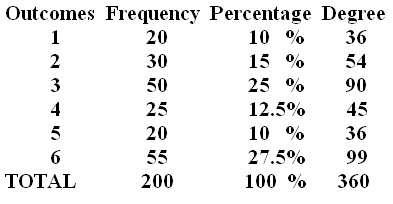 Outcomes Frequency Percentage Degree
1 20 10 % 36
2 30 15 % 54
3 50 25 % 90
4 25 12.5% 45
5 20 10 % 36
6 55 27.5% 99
TOTAL 200 100 % 360